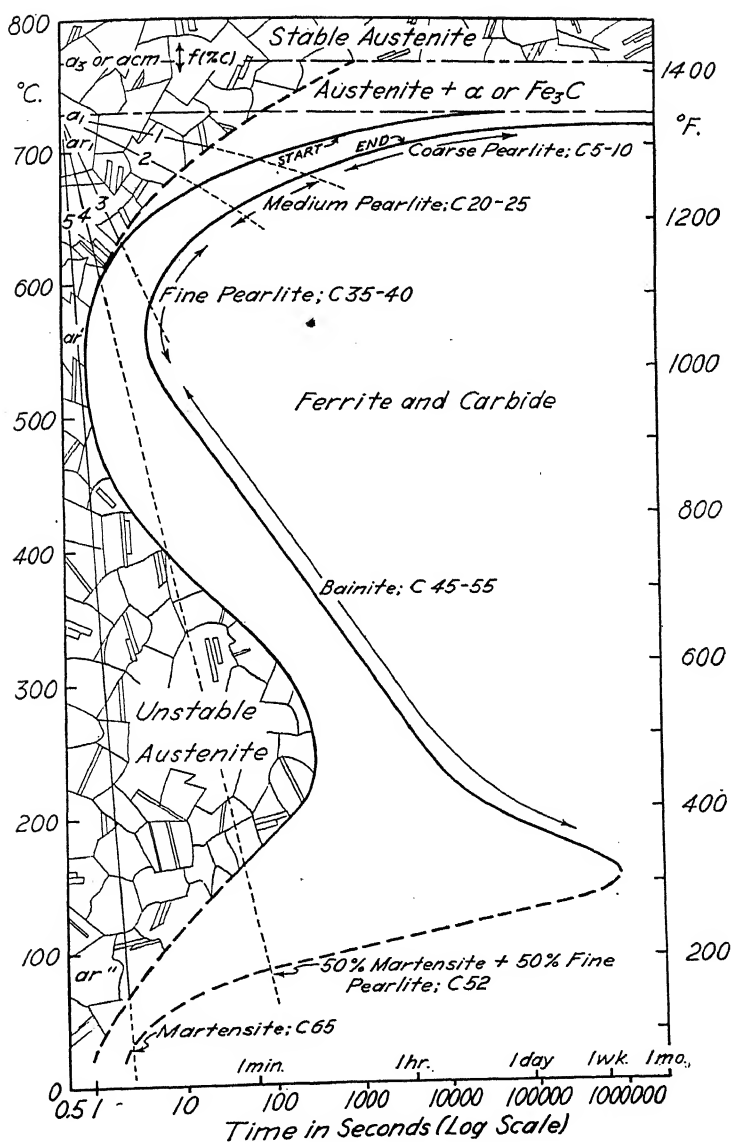 800
Stable Austenite
a3 or acm f(%C)
1400
°C.
Austenite + α or Fe3C
a1
°F.
ar1
1
START
END
Coarse Pearlite; C5-10
700
2
Medium Pearlite; C20-25
1200
5 4 3
600
Fine Pearlite; C35-40
ar'
1000
Ferrite and Carbide
500
800
400
Bainite; C 45-55
600
300
Unstable
Austenite
400
200
100
ar"
200
50% Martensite + 50% Fine
Pearlite; C52
Martensite; C65
1min. 1hr. 1day 1wk. 1mo.
0
0.5 1 10 100 1000 10000 100000 1000000
Time in Seconds (Log Scale)